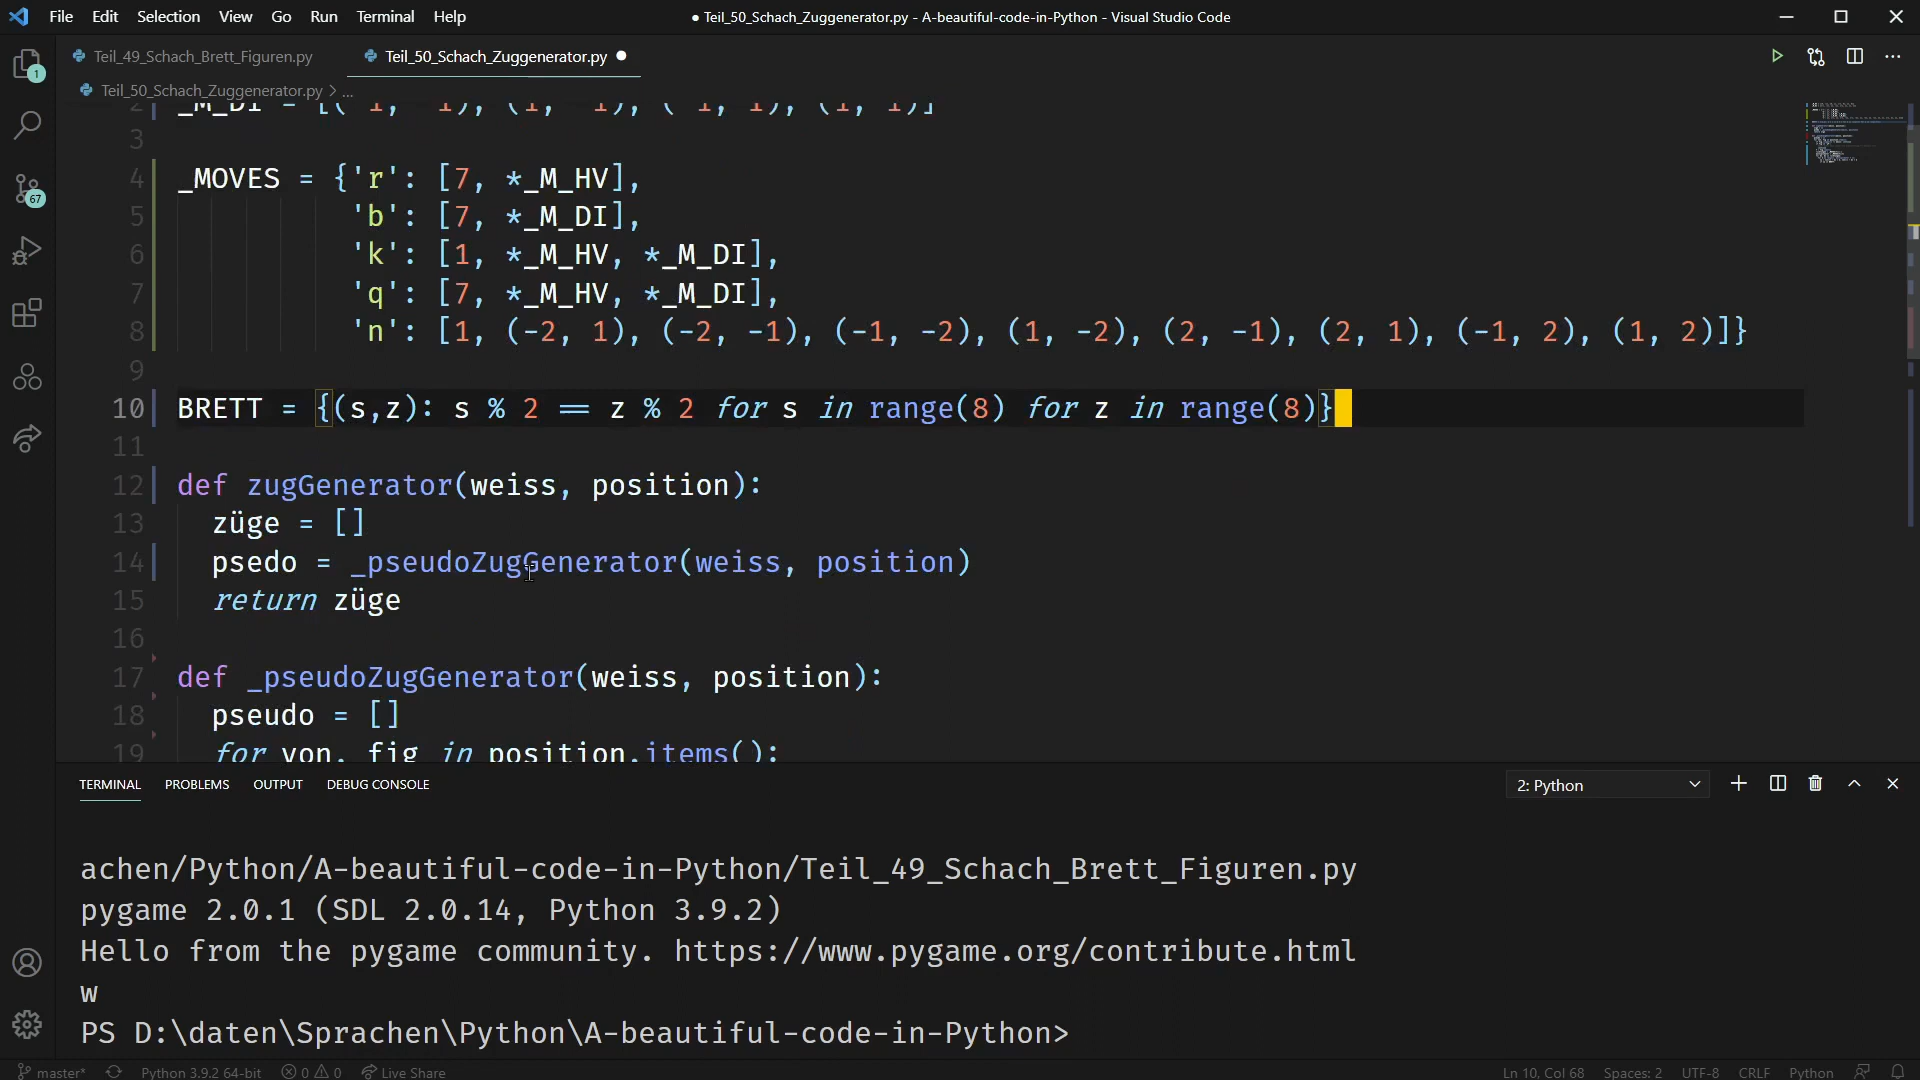 File Edit Selection View Go Run Terminal Help
● Teil_50_Schach_Zuggenerator.py - A-beautiful-code-in-Python - Visual Studio Code
Teil_49_Schach_Brett_Figuren.py
Teil_50_Schach_Zuggenerator.py ●
Teil_50_Schach_Zuggenerator.py > ...
3
4 _MOVES = {'r': [7, *_M_HV],
5 'b': [7, *_M_DI],
6 'k': [1, *_M_HV, *_M_DI],
7 'q': [7, *_M_HV, *_M_DI],
8 'n': [1, (-2, 1), (-2, -1), (-1, -2), (1, -2), (2, -1), (2, 1), (-1, 2), (1, 2)]}
9
10 BRETT = {(s,z): s % 2 == z % 2 for s in range(8) for z in range(8)}
11
12 def zugGenerator(weiss, position):
13 züge = []
14 psedo = _pseudoZugGenerator(weiss, position)
15 return züge
16
17 def _pseudoZugGenerator(weiss, position):
18 pseudo = []
19 for von, fig in position.items():
1
67
TERMINAL PROBLEMS OUTPUT DEBUG CONSOLE
2: Python
achen/Python/A-beautiful-code-in-Python/Teil_49_Schach_Brett_Figuren.py
pygame 2.0.1 (SDL 2.0.14, Python 3.9.2)
Hello from the pygame community. https://www.pygame.org/contribute.html
w
PS D:\daten\Sprachen\Python\A-beautiful-code-in-Python>
master* Python 3.9.2 64-bit 0 0 Live Share
Ln 10, Col 68 Spaces: 2 UTF-8 CRLF Python